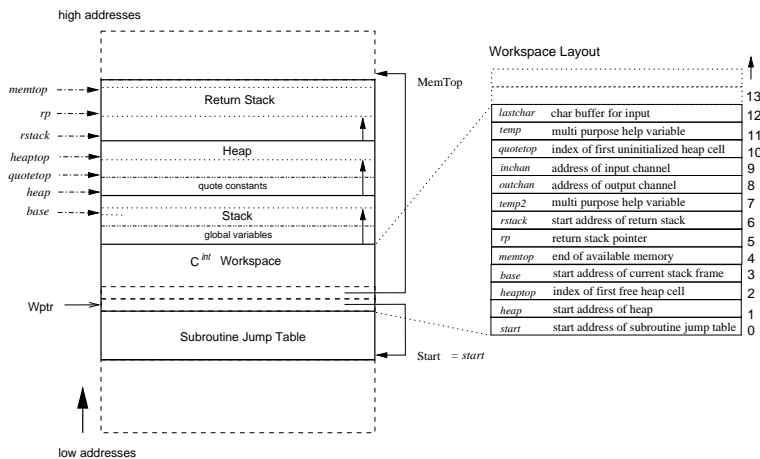 high addresses
memtop
rp
rstack
heaptop
quotetop
heap
base
Wptr
Return Stack
Heap
quote constants
Stack
global variables
C int Workspace
Subroutine Jump Table
MemTop
Start = start
low addresses
Workspace Layout
13
lastchar char buffer for input 12
temp multi purpose help variable 11
quotetop index of first uninitialized heap cell 10
inchan address of input channel 9
outchan address of output channel 8
temp2 multi purpose help variable 7
rstack start address of return stack 6
rp return stack pointer 5
memtop end of available memory 4
base start address of current stack frame 3
heaptop index of first free heap cell 2
heap start address of heap 1
start start address of subroutine jump table 0